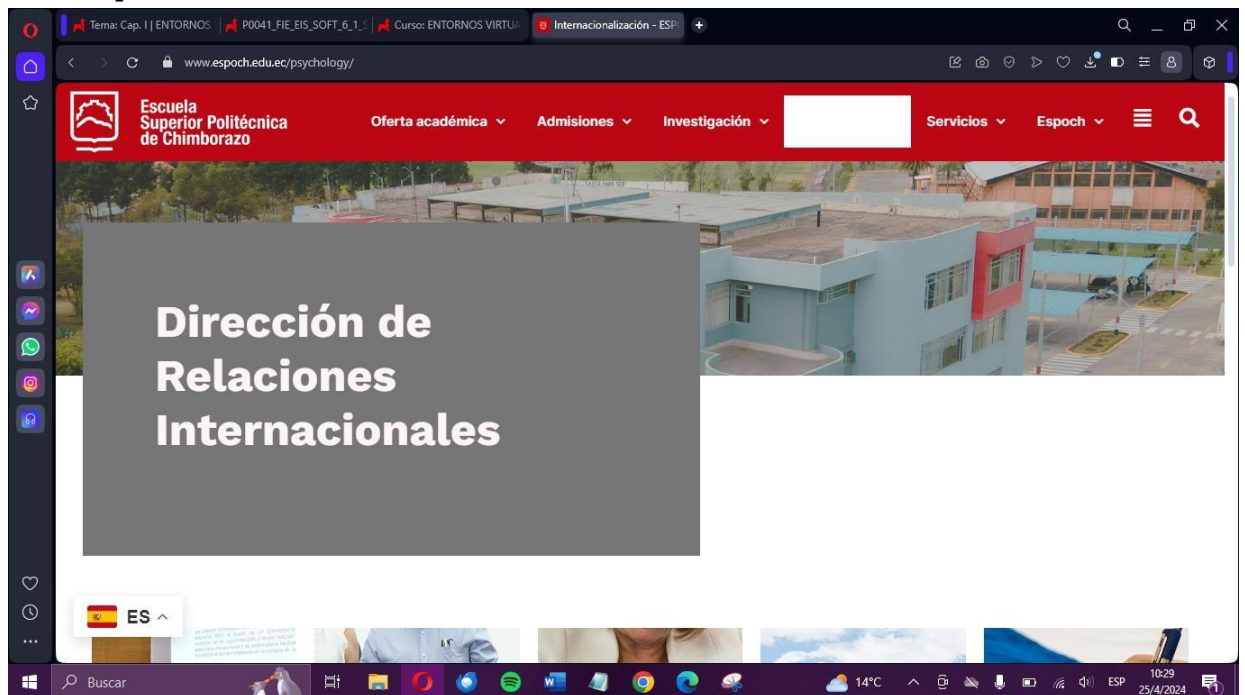 Tema: Cap. I | ENTORNOS
P0041_FIE_EIS_SOFT_6_1_S
Curso: ENTORNOS VIRTUA
Internacionalización - ESP
www.espoch.edu.ec/psychology/
Escuela
Superior Politécnica
de Chimborazo
Oferta académica
Admisiones
Investigación
Servicios
Espoch
Dirección de
Relaciones
Internacionales
ES
Buscar
14°C
ESP
10:29
25/4/2024